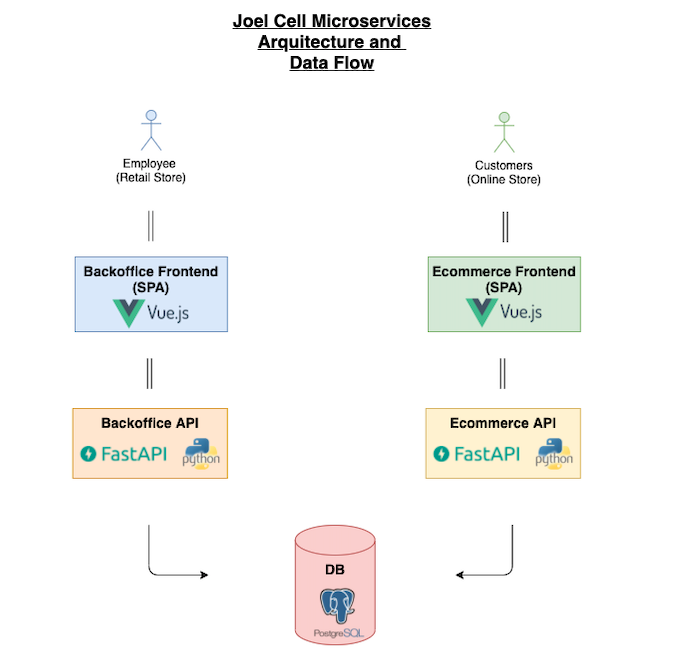 Joel Cell Microservices
Arquitecture and
Data Flow
Employee
(Retail Store)
Customers
(Online Store)
Backoffice Frontend
(SPA)
Vue.js
Ecommerce Frontend
(SPA)
Vue.js
Backoffice API
FastAPI
python
Ecommerce API
FastAPI
python
DB
PostgreSQL